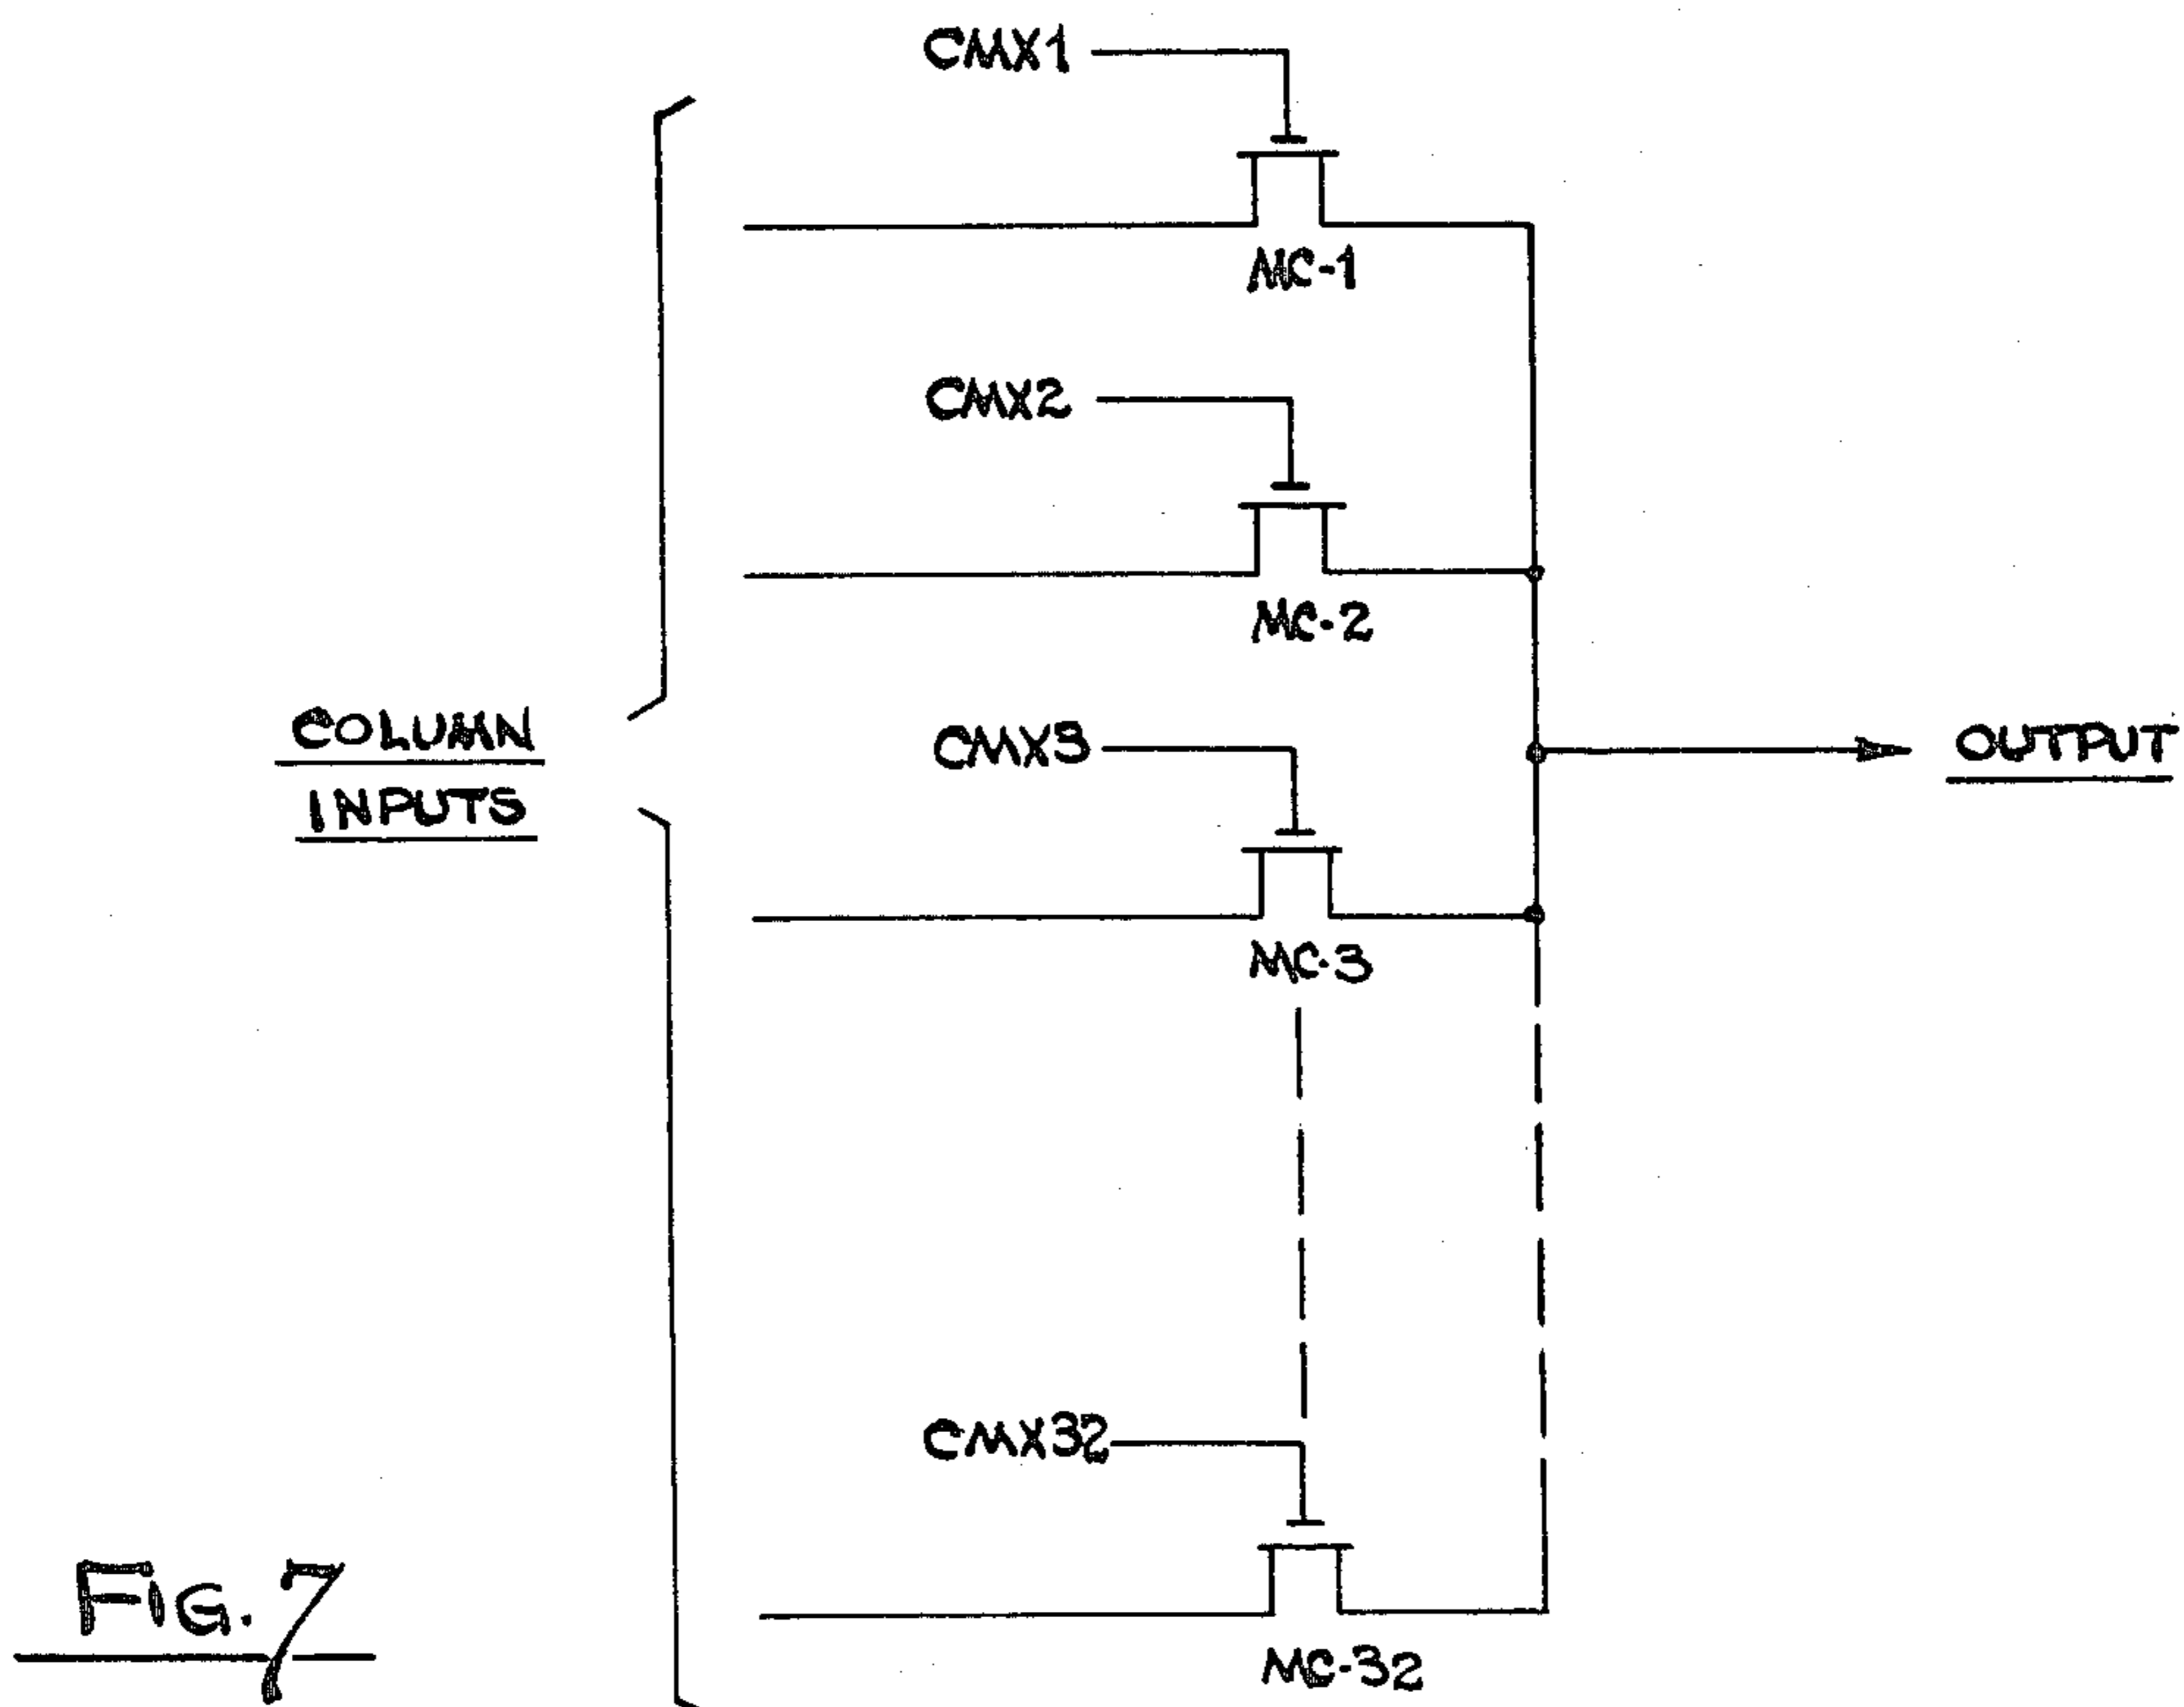 CMX1
MC-1
CMX2
MC-2
COLUMN
INPUTS
CMX3
OUTPUT
MC-3
CMX32
MC-32
FIG. 7